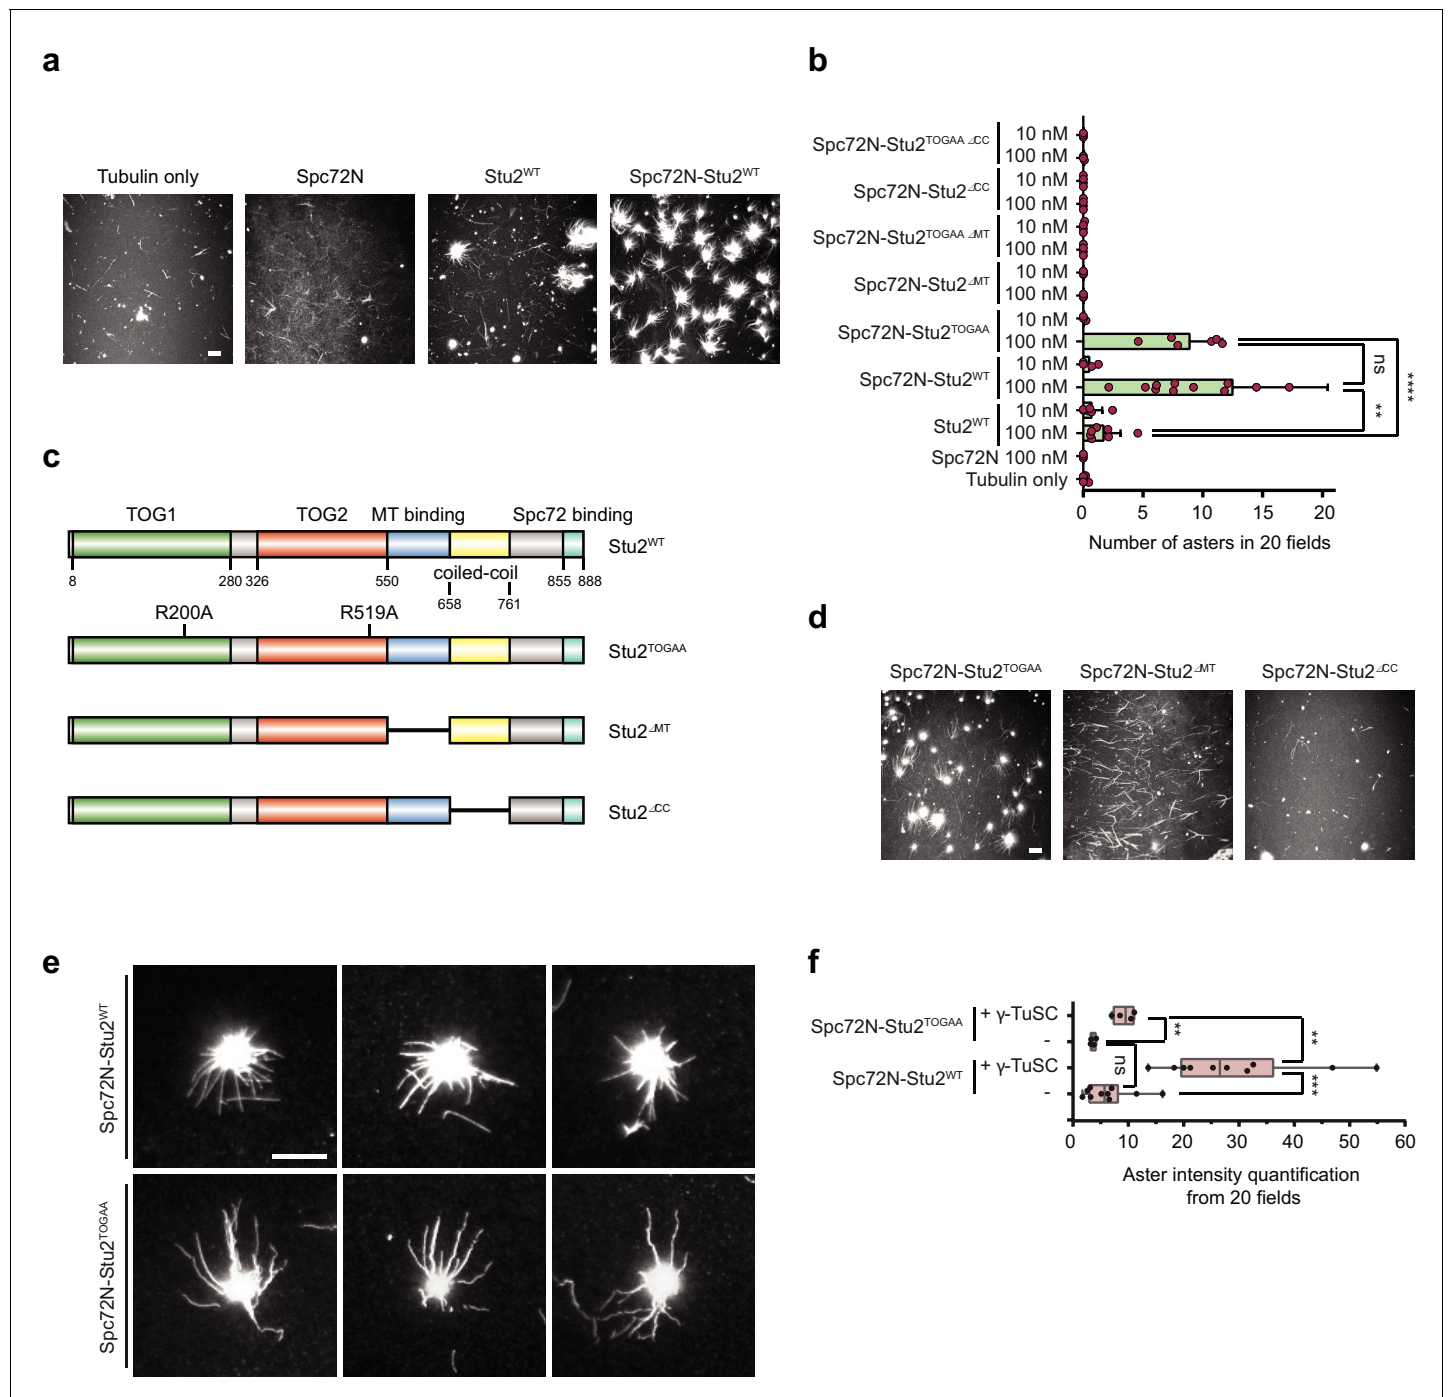 a
Tubulin only
Spc72N
Stu2WT
Spc72N-Stu2WT
b
Spc72N-Stu2TOGAA ΔCC
10 nM
100 nM
Spc72N-Stu2ΔCC
10 nM
100 nM
Spc72N-Stu2TOGAA ΔMT
10 nM
100 nM
Spc72N-Stu2ΔMT
10 nM
100 nM
Spc72N-Stu2TOGAA
10 nM
100 nM
Spc72N-Stu2WT
10 nM
100 nM
Stu2WT
10 nM
100 nM
Spc72N 100 nM
Tubulin only
ns
**
****
0 5 10 15 20
Number of asters in 20 fields
c
TOG1 TOG2 MT binding Spc72 binding
Stu2WT
8 280 326 550 coiled-coil 855 888
658 761
R200A R519A
Stu2TOGAA
Stu2ΔMT
Stu2ΔCC
d
Spc72N-Stu2TOGAA
Spc72N-Stu2ΔMT
Spc72N-Stu2ΔCC
e
Spc72N-Stu2WT
Spc72N-Stu2TOGAA
f
Spc72N-Stu2TOGAA
+ γ-TuSC
-
Spc72N-Stu2WT
+ γ-TuSC
-
**
**
ns
***
0 10 20 30 40 50 60
Aster intensity quantification
from 20 fields